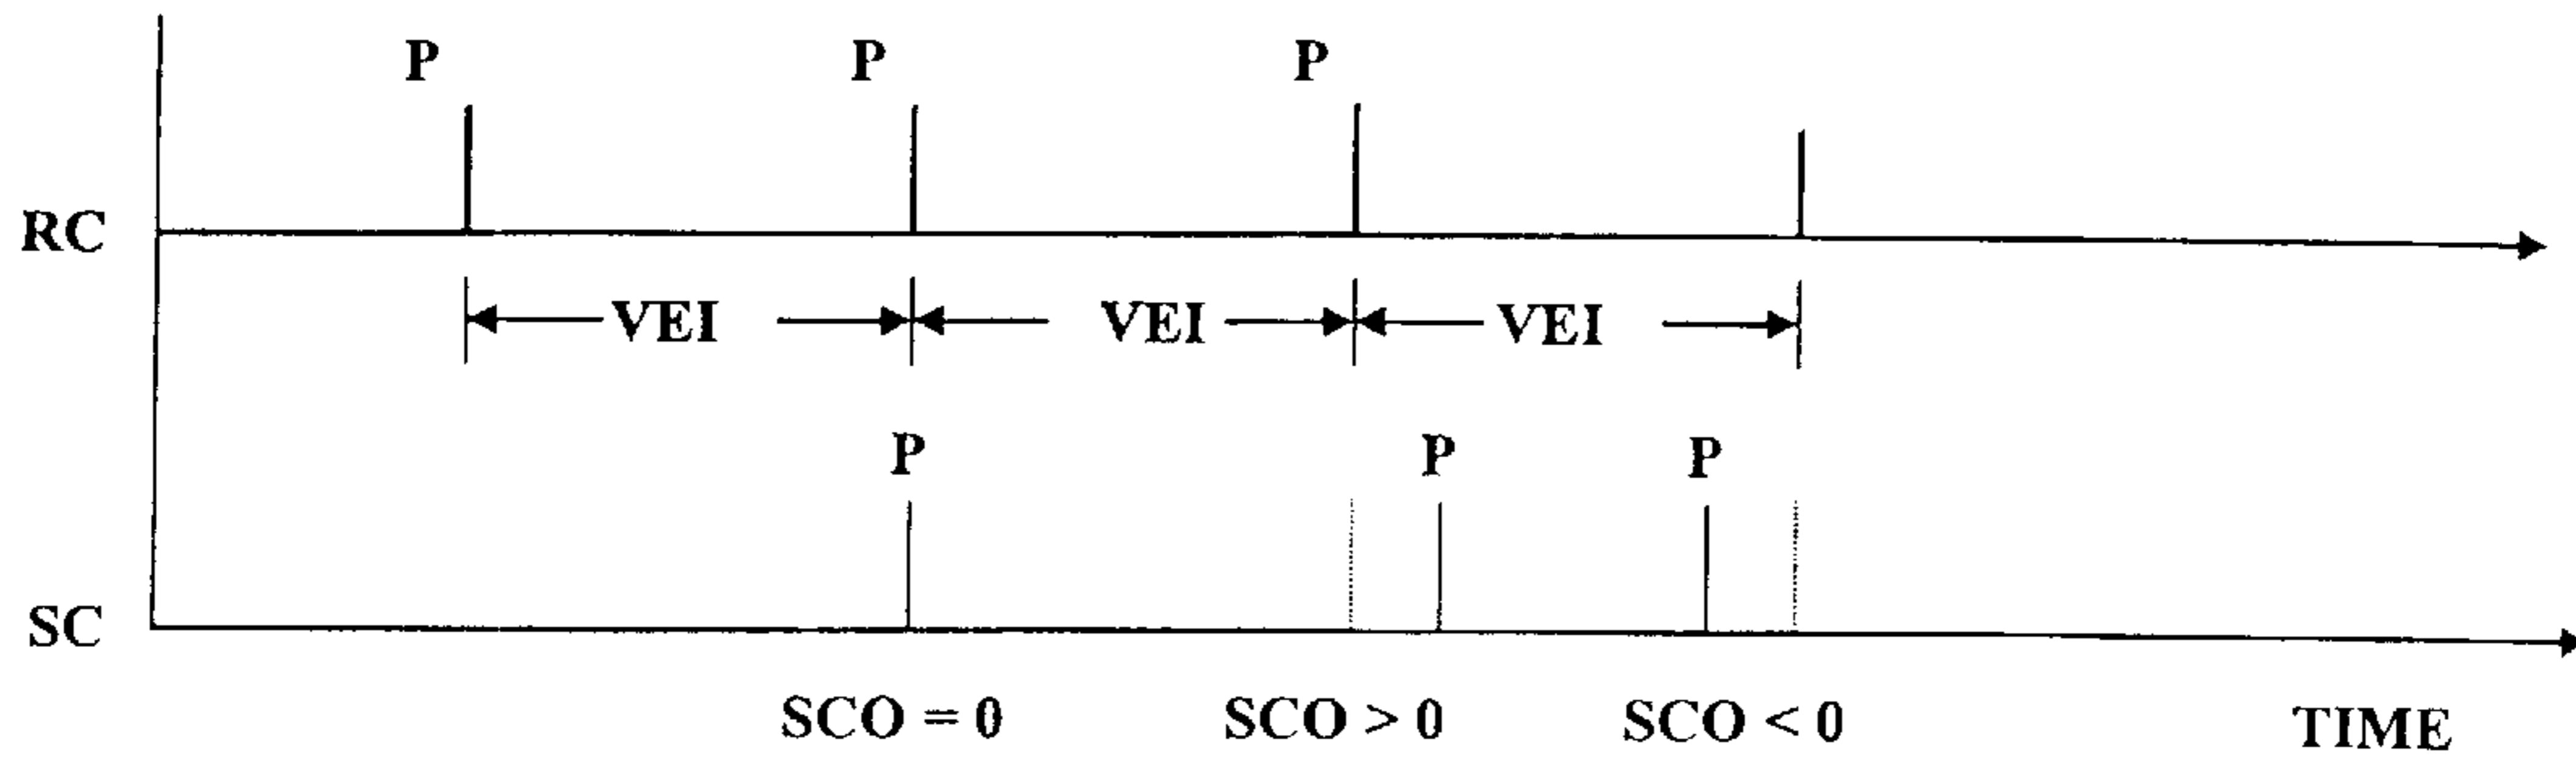 P P P
RC
VEI VEI VEI
P P P
SC
SCO = 0 SCO > 0 SCO < 0 TIME